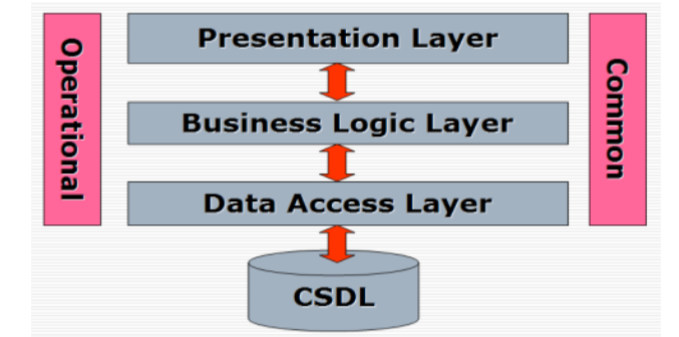 Operational
Presentation Layer
Common
Business Logic Layer
Data Access Layer
CSDL